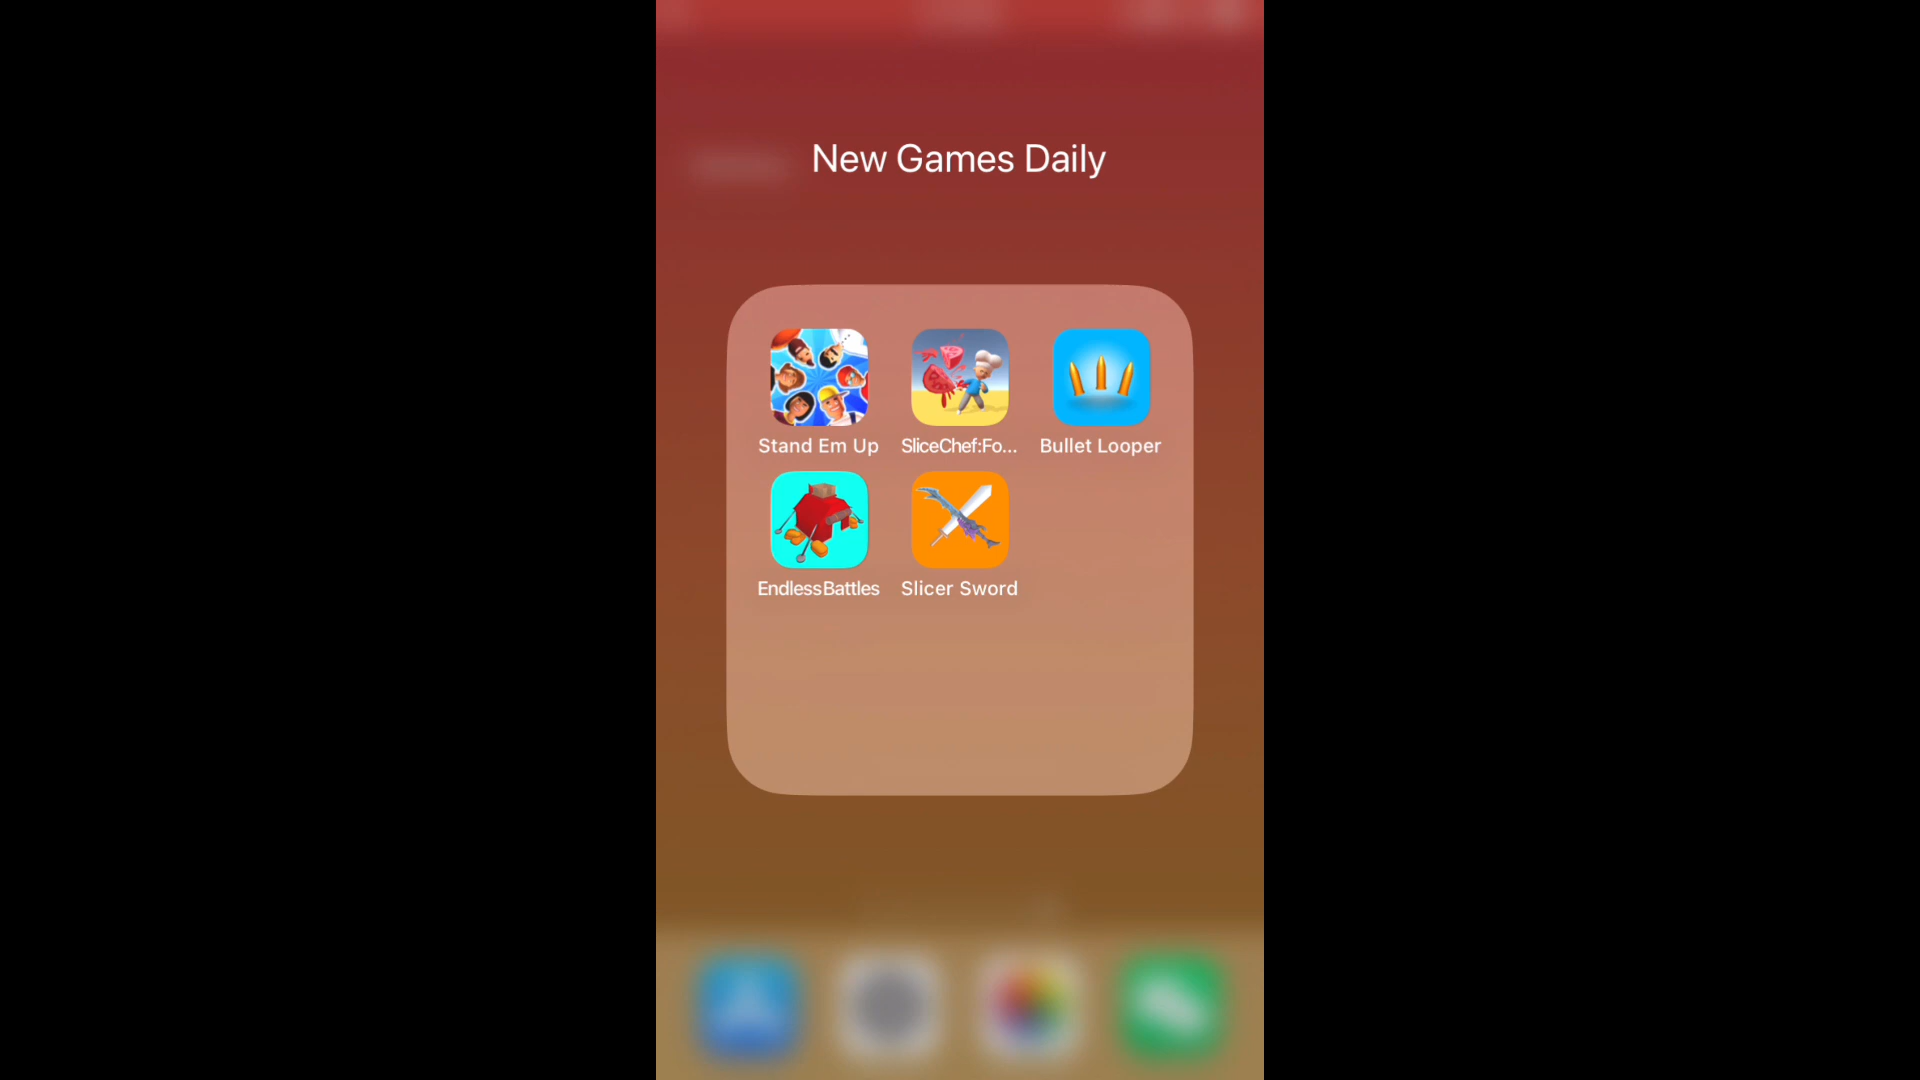 New Games Daily
Stand Em Up
SliceChef:Fo...
Bullet Looper
EndlessBattles
Slicer Sword